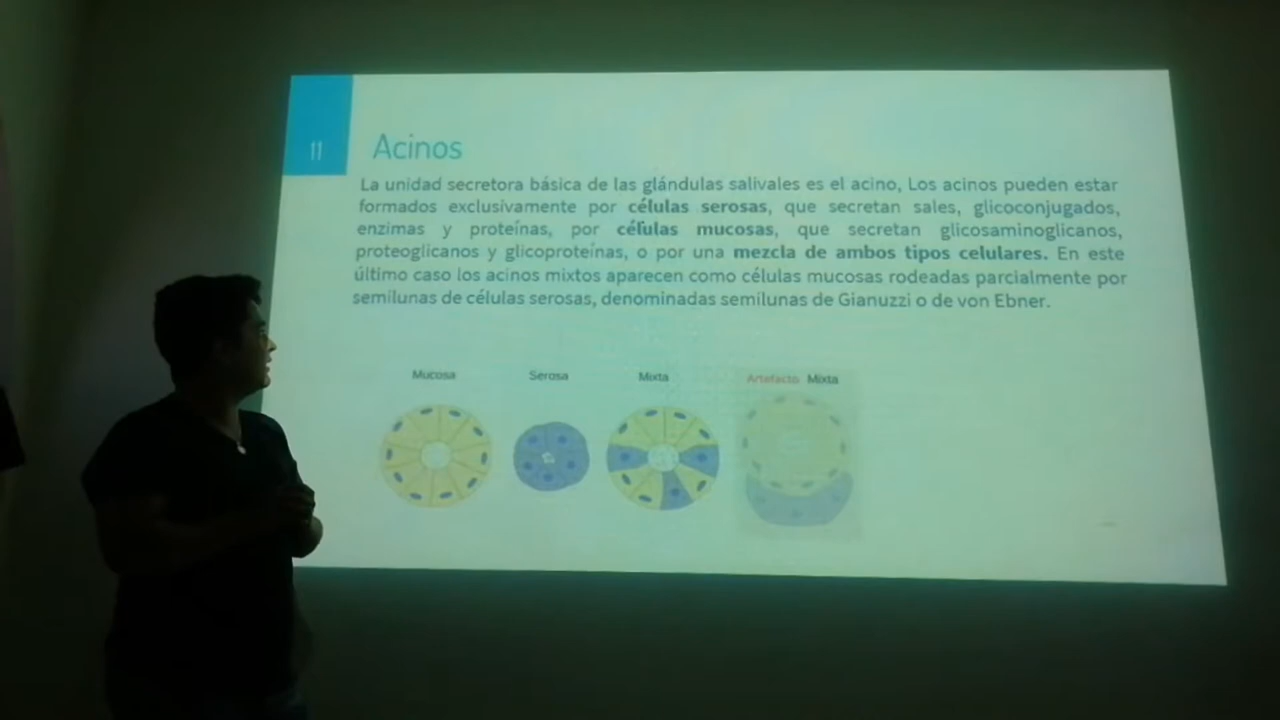 11
Acinos
La unidad secretora básica de las glándulas salivales es el acino, Los acinos pueden estar
formados exclusivamente por células serosas, que secretan sales, glicoconjugados,
enzimas y proteínas, por células mucosas, que secretan glicosaminoglicanos,
proteoglicanos y glicoproteínas, o por una mezcla de ambos tipos celulares. En este
último caso los acinos mixtos aparecen como células mucosas rodeadas parcialmente por
semilunas de células serosas, denominadas semilunas de Gianuzzi o de von Ebner.
Mucosa Serosa Mixta Artefacto Mixta